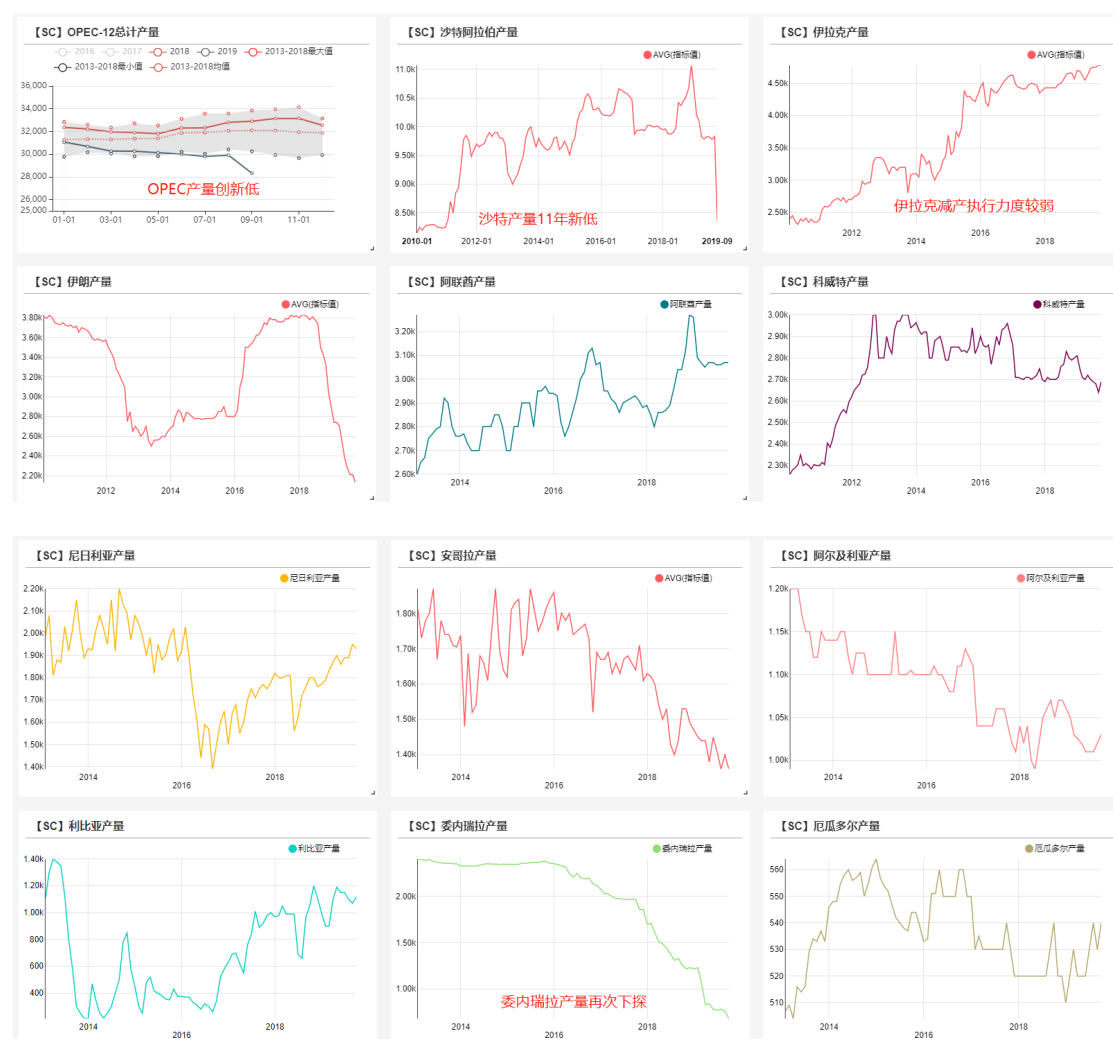 【SC】OPEC-12总计产量
2016 2017 2018 2019 2013-2018最大值
2013-2018最小值 2013-2018均值
36,000
34,000
32,000
30,000
28,000
26,000
25,000
OPEC产量创新低
01-01 03-01 05-01 07-01 09-01 11-01
【SC】沙特阿拉伯产量
AVG(指标值)
11.0k
10.5k
10.0k
9.50k
9.00k
8.50k
沙特产量11年新低
2010-01 2012-01 2014-01 2016-01 2018-01 2019-09
【SC】伊拉克产量
AVG(指标值)
4.50k
4.00k
3.50k
3.00k
2.50k
伊拉克减产执行力度较弱
2012 2014 2016 2018
【SC】伊朗产量
AVG(指标值)
3.80k
3.60k
3.40k
3.20k
3.00k
2.80k
2.60k
2.40k
2.20k
2012 2014 2016 2018
【SC】阿联酋产量
阿联酋产量
3.20k
3.10k
3.00k
2.90k
2.80k
2.70k
2.60k
2014 2016 2018
【SC】科威特产量
科威特产量
3.00k
2.90k
2.80k
2.70k
2.60k
2.50k
2.40k
2.30k
2012 2014 2016 2018
【SC】尼日利亚产量
尼日利亚产量
2.20k
2.10k
2.00k
1.90k
1.80k
1.70k
1.60k
1.50k
1.40k
2014 2016 2018
【SC】安哥拉产量
AVG(指标值)
1.80k
1.70k
1.60k
1.50k
1.40k
2014 2016 2018
【SC】阿尔及利亚产量
阿尔及利亚产量
1.20k
1.15k
1.10k
1.05k
1.00k
2014 2016 2018
【SC】利比亚产量
利比亚产量
1.40k
1.20k
1.00k
800
600
400
2014 2016 2018
【SC】委内瑞拉产量
委内瑞拉产量
2.00k
1.50k
1.00k
委内瑞拉产量再次下探
2014 2016 2018
【SC】厄瓜多尔产量
厄瓜多尔产量
560
550
540
530
520
510
2014 2016 2018